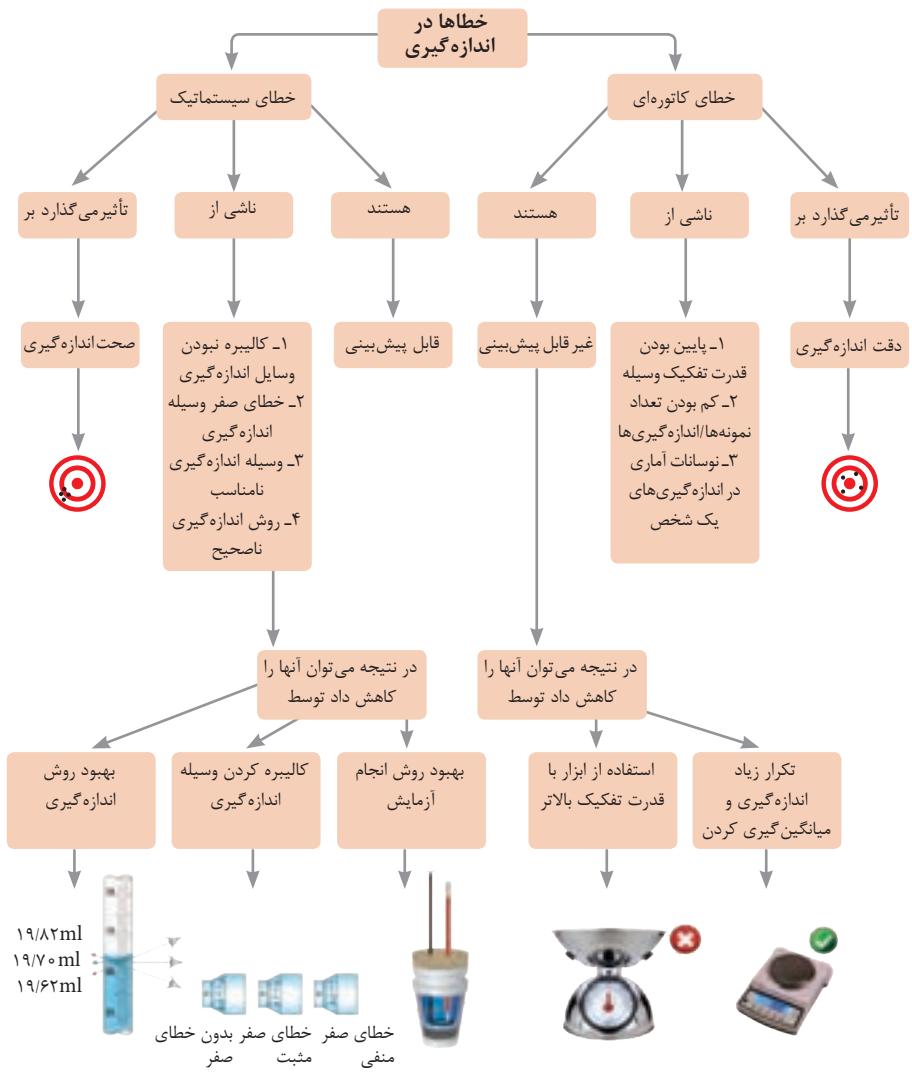 خطاها در
اندازه‌گیری
خطای کاتوره‌ای
خطای سیستماتیک
تأثیرمی‌گذارد بر
ناشی از
هستند
هستند
ناشی از
تأثیرمی‌گذارد بر
دقت اندازه‌گیری
۱ـ پایین بودن
قدرت تفکیک وسیله
۲ـ کم بودن تعداد
نمونه‌ها/اندازه‌گیری‌ها
۳ـ نوسانات آماری
در اندازه‌گیری‌های
یک شخص
غیر قابل پیش‌بینی
قابل پیش‌بینی
۱ـ کالیبره نبودن
وسایل اندازه‌گیری
۲ـ خطای صفر وسیله
اندازه‌گیری
۳ـ وسیله اندازه‌گیری
نامناسب
۴ـ روش اندازه‌گیری
ناصحیح
صحت‌اندازه‌گیری
در نتیجه می‌توان آنها را
کاهش داد توسط
در نتیجه می‌توان آنها را
کاهش داد توسط
تکرار زیاد
اندازه‌گیری و
میانگین‌گیری کردن
استفاده از ابزار با
قدرت تفکیک بالاتر
بهبود روش انجام
آزمایش
کالیبره کردن وسیله
اندازه‌گیری
بهبود روش
اندازه‌گیری
۱۹/۸۲ml
۱۹/۷۰ml
۱۹/۶۲ml
خطای صفر
منفی
خطای صفر
مثبت
بدون خطای
صفر